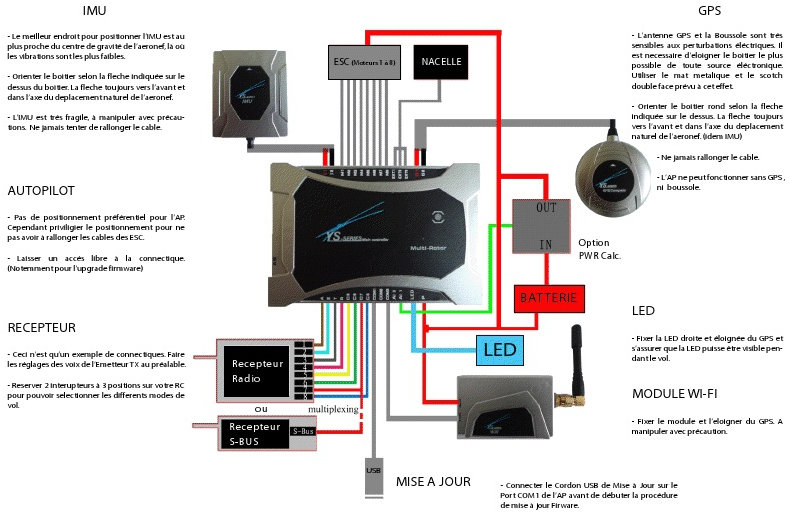 IMU
- Le meilleur endroit pour positionner l'IMU est au
plus proche du centre de gravité de l'aeronef, là où
les vibrations sont les plus faibles.
- Orienter le boitier selon la fleche indiquée sur le
dessus du boitier. La fleche toujours vers l'avant et
dans l'axe du deplacement naturel de l'aeronef.
- L'IMU est trés fragile, à manipuler avec précau-
tions. Ne jamais tenter de rallonger le cable.
AUTOPILOT
- Pas de positionnement préférentiel pour l'AP.
Cependant priviligier le positionnement pour ne
pas avoir à rallonger les cables des ESC.
- Laisser un accés libre à la connectique.
(Notemment pour l'upgrade firmware)
RECEPTEUR
- Ceci n'est qu'un exemple de connectiques. Faire
les réglages des voix de l'Emetteur TX au préalable.
- Reserver 2 interupteurs à 3 positions sur votre RC
pour pouvoir selectionner les differents modes de
vol.
IMU
ESC (Moteurs 1 à 8)
NACELLE
YS-SERIES
Multi-Rotor
OUT
IN
Option
PWR Calc.
BATTERIE
LED
Recepteur
Radio
ou
multiplexing
Recepteur
S-BUS
S-Bus
USB
MISE A JOUR
GPS
- L'antenne GPS et la Boussole sont trés
sensibles aux perturbations éléctriques. Il
est necessaire d'eloigner le boitier le plus
possible de toute source électronique.
Utiliser le mat metalique et le scotch
double face prévu à cet effet.
- Orienter le boitier rond selon la fleche
indiquée sur le dessus. La fleche toujours
vers l'avant et dans l'axe du deplacement
naturel de l'aeronef. (idem IMU)
- Ne jamais rallonger le cable.
- L'AP ne peut fonctionner sans GPS ,
ni boussole.
LED
- Fixer la LED droite et éloignée du GPS et
s'assurer que la LED puisse être visible pen-
dant le vol.
MODULE WI-FI
- Fixer le module et l'eloigner du GPS. A
manipuler avec précaution.
- Connecter le Cordon USB de Mise à Jour sur le
Port COM1 de l'AP avant de débuter la procédure
de mise à jour Firware.